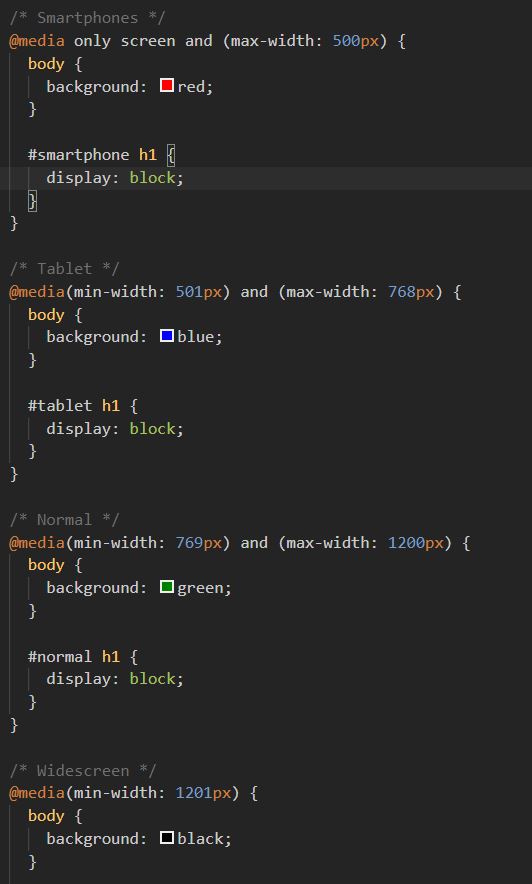 /* Smartphones */
@media only screen and (max-width: 500px) {
  body {
    background: red;
  }

  #smartphone h1 {
    display: block;
  }
}

/* Tablet */
@media(min-width: 501px) and (max-width: 768px) {
  body {
    background: blue;
  }

  #tablet h1 {
    display: block;
  }
}

/* Normal */
@media(min-width: 769px) and (max-width: 1200px) {
  body {
    background: green;
  }

  #normal h1 {
    display: block;
  }
}

/* Widescreen */
@media(min-width: 1201px) {
  body {
    background: black;
  }